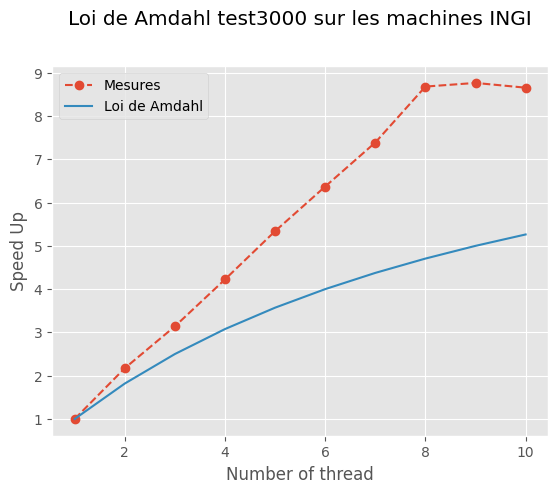 Loi de Amdahl test3000 sur les machines INGI
Mesures
Loi de Amdahl
Speed Up
9
8
7
6
5
4
3
2
1
2
4
6
8
10
Number of thread